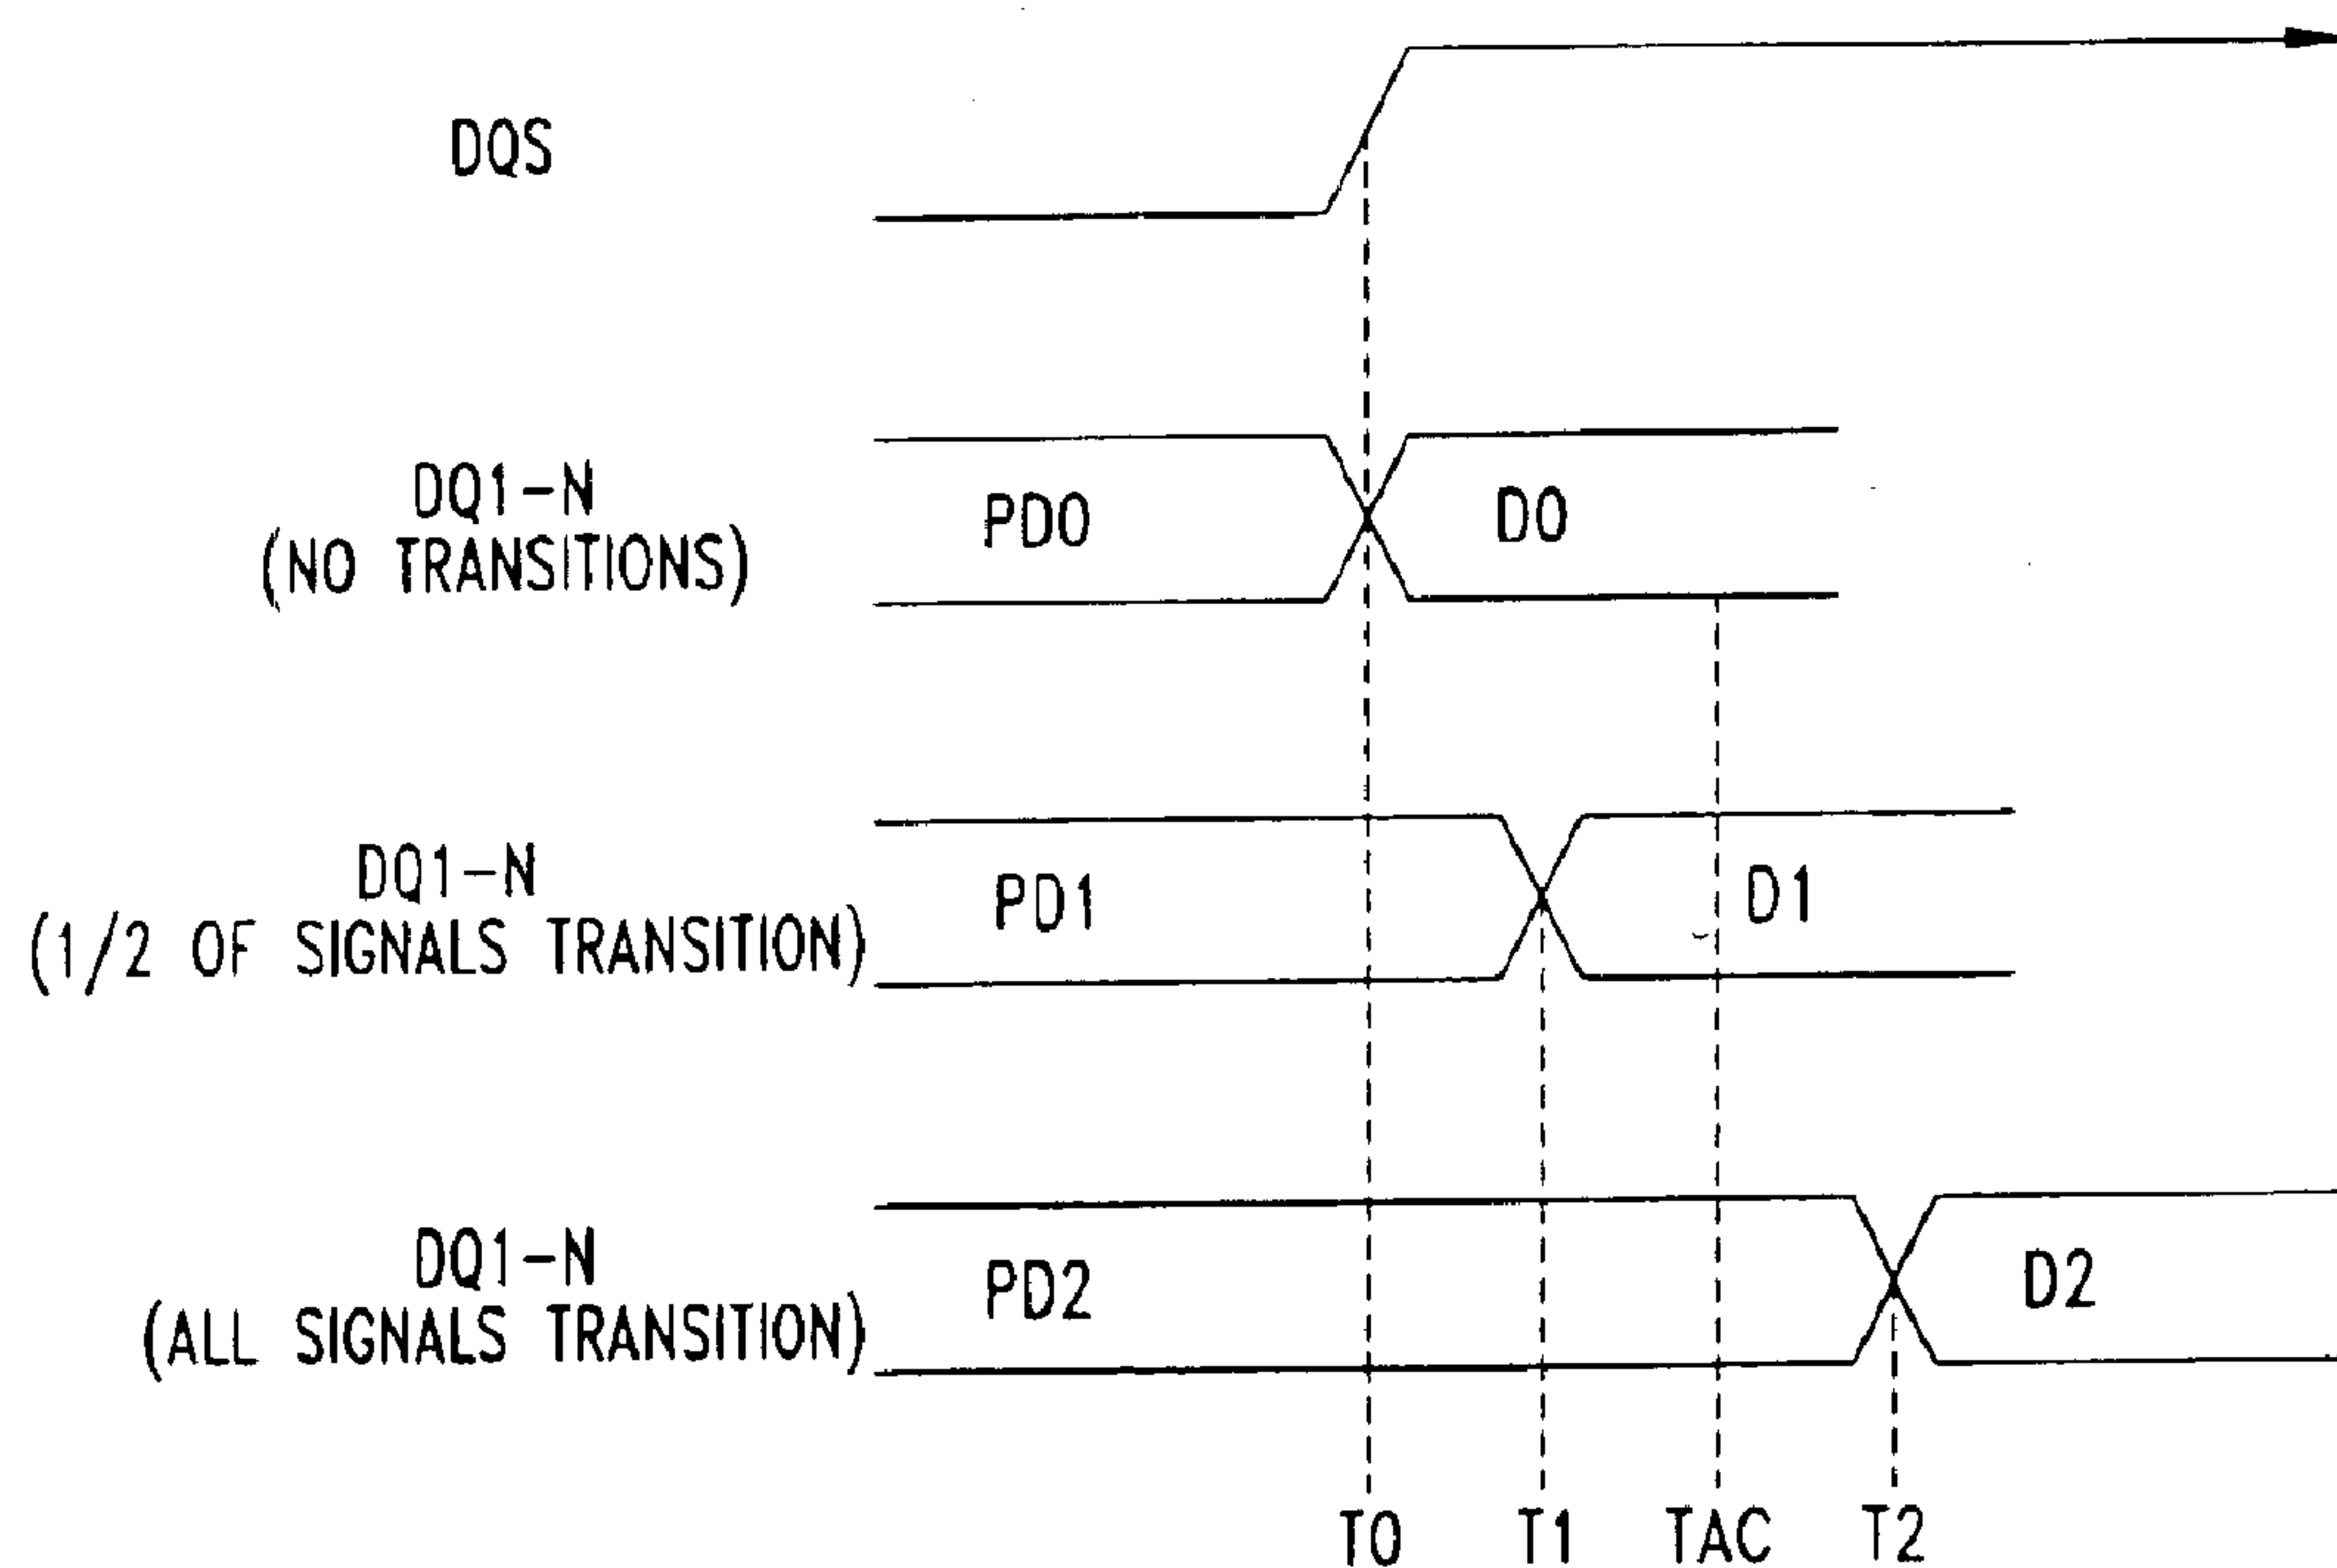 DQS
DQ1-N
(NO TRANSITIONS)
PD0
D0
DQ1-N
(1/2 OF SIGNALS TRANSITION)
PD1
D1
DQ1-N
(ALL SIGNALS TRANSITION)
PD2
D2
T0
T1
TAC
T2